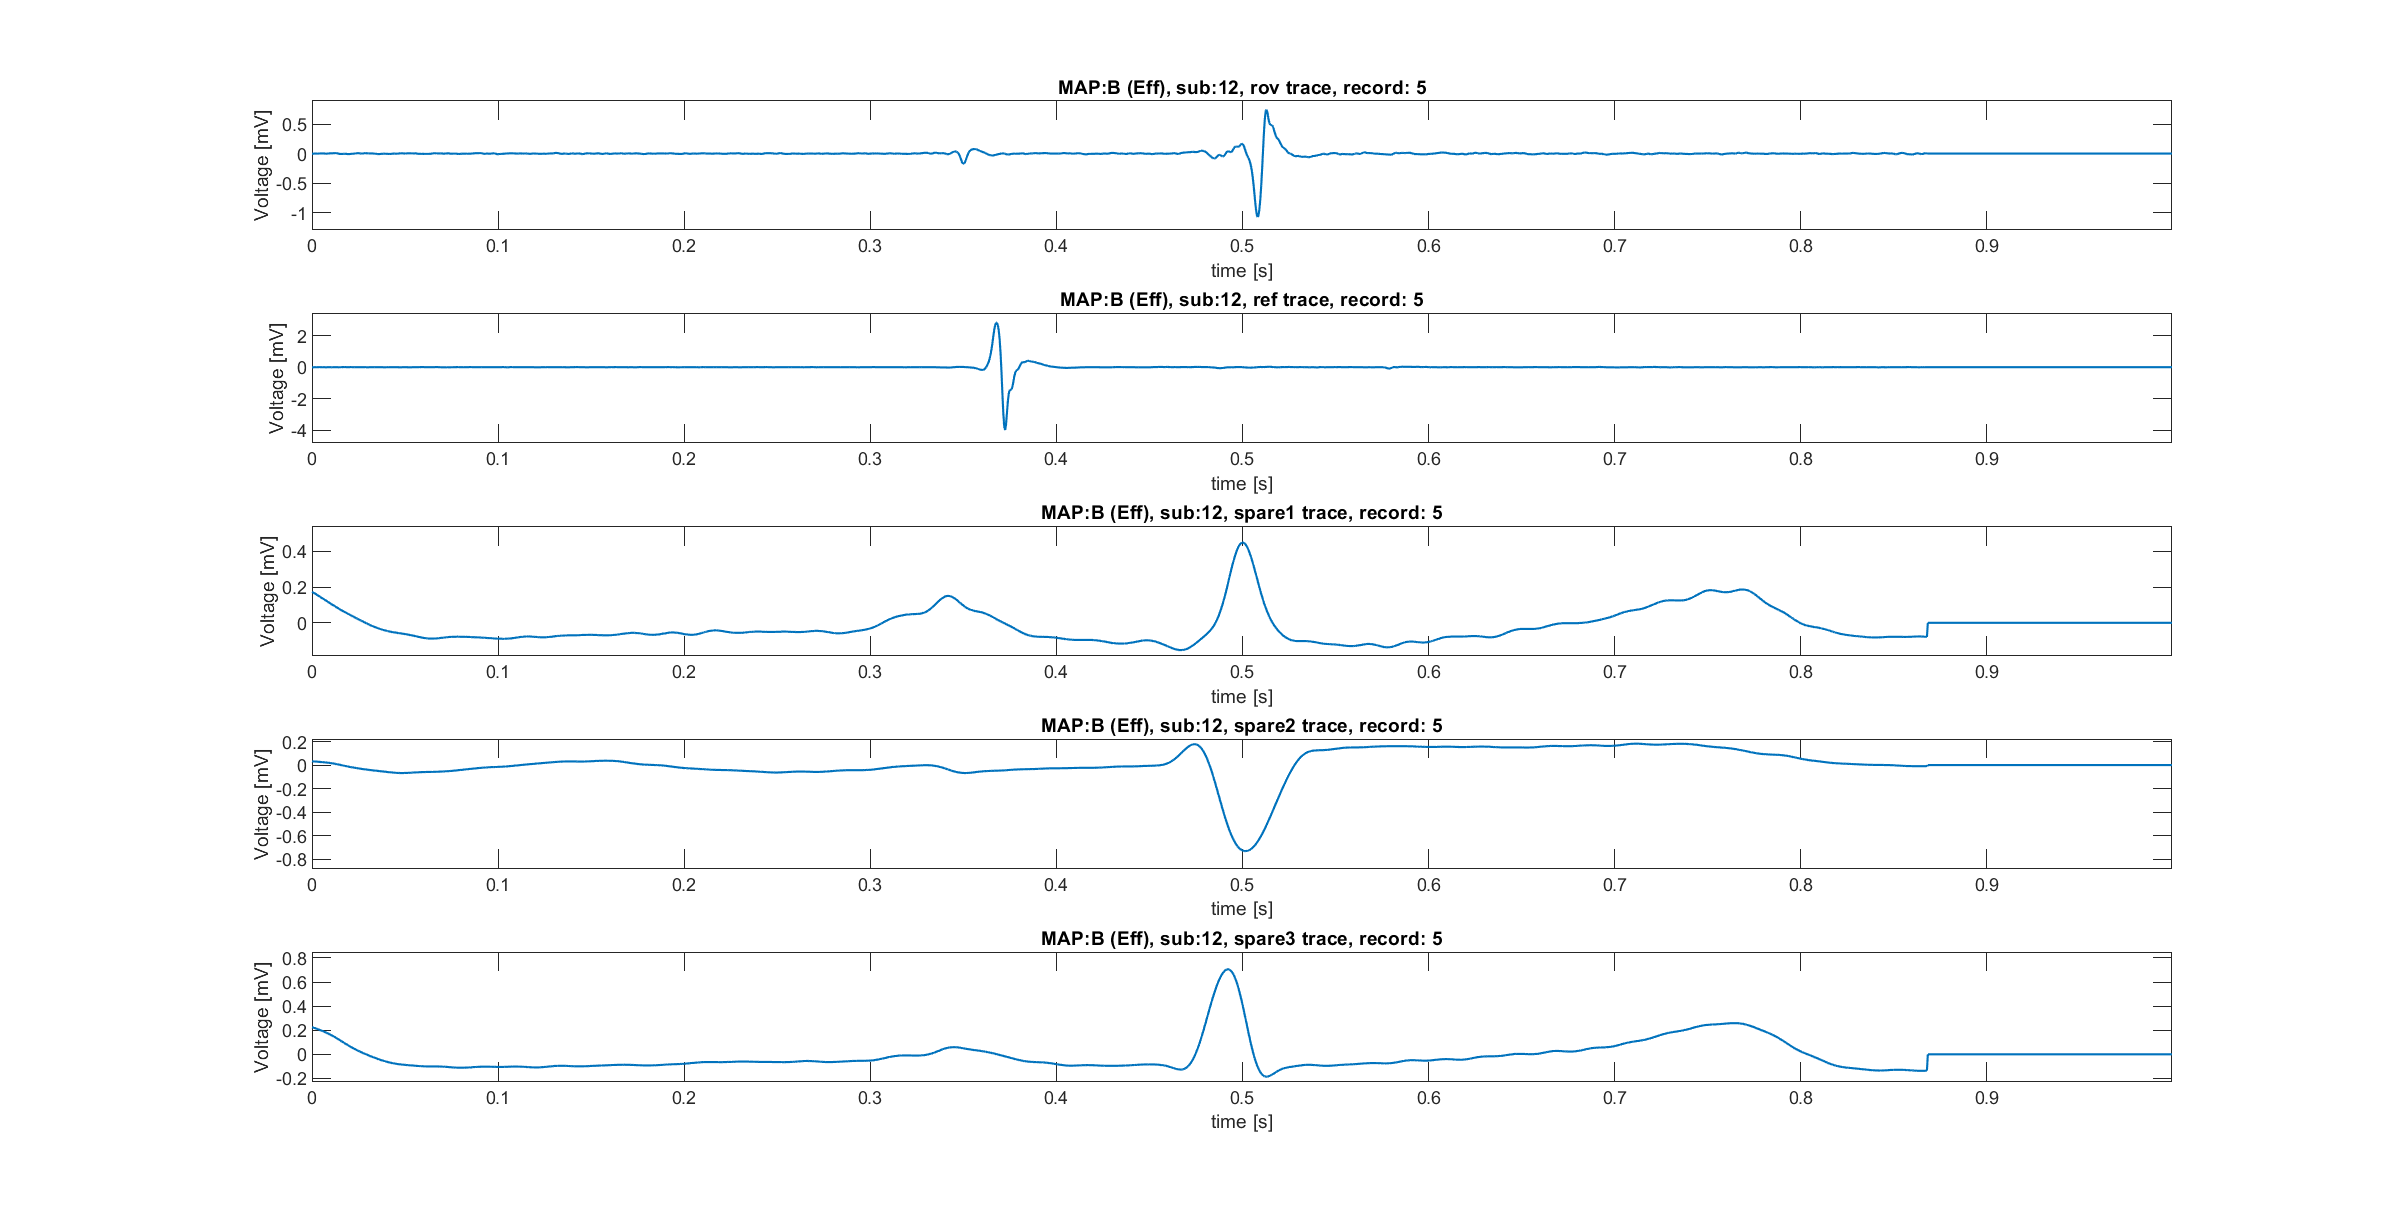 MAP:B (Eff), sub:12, rov trace, record: 5
Voltage [mV]
0.5
0
-0.5
-1
0 0.1 0.2 0.3 0.4 0.5 0.6 0.7 0.8 0.9
time [s]
MAP:B (Eff), sub:12, ref trace, record: 5
Voltage [mV]
2
0
-2
-4
0 0.1 0.2 0.3 0.4 0.5 0.6 0.7 0.8 0.9
time [s]
MAP:B (Eff), sub:12, spare1 trace, record: 5
Voltage [mV]
0.4
0.2
0
0 0.1 0.2 0.3 0.4 0.5 0.6 0.7 0.8 0.9
time [s]
MAP:B (Eff), sub:12, spare2 trace, record: 5
Voltage [mV]
0.2
0
-0.2
-0.4
-0.6
-0.8
0 0.1 0.2 0.3 0.4 0.5 0.6 0.7 0.8 0.9
time [s]
MAP:B (Eff), sub:12, spare3 trace, record: 5
Voltage [mV]
0.8
0.6
0.4
0.2
0
-0.2
0 0.1 0.2 0.3 0.4 0.5 0.6 0.7 0.8 0.9
time [s]